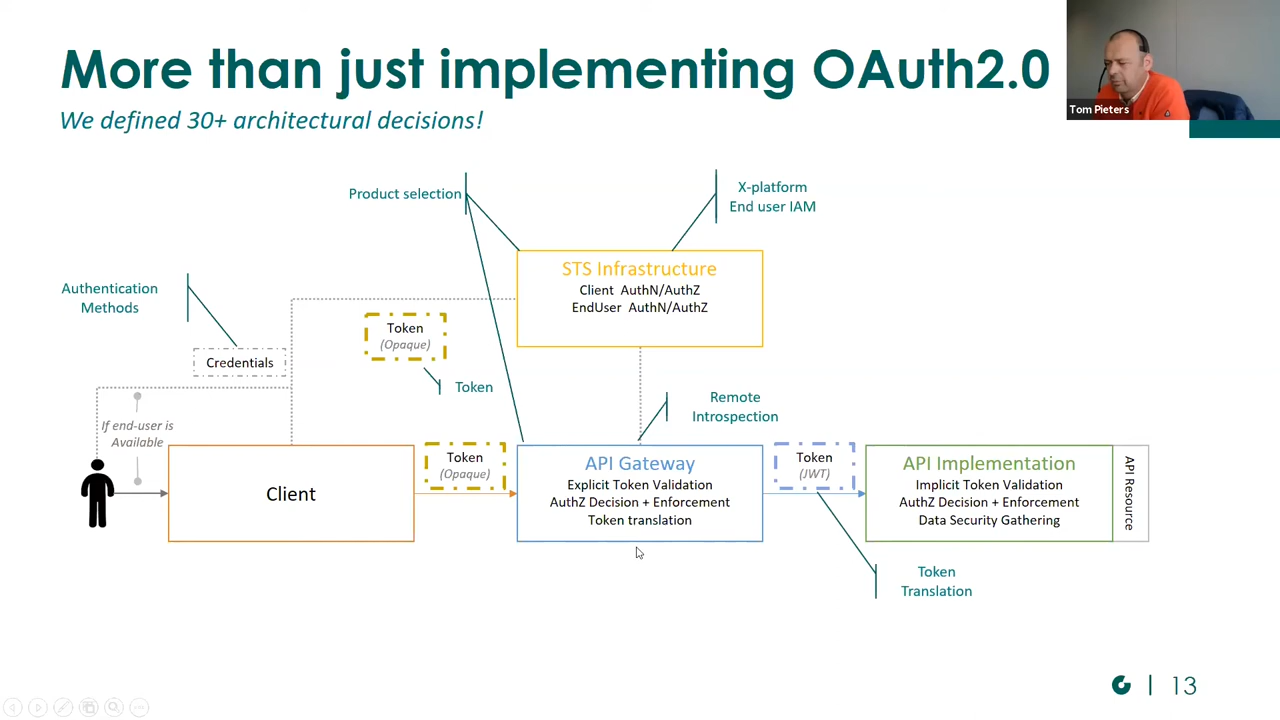 More than just implementing OAuth2.0
We defined 30+ architectural decisions!
Tom Pieters
Product selection
X-platform
End user IAM
STS Infrastructure
Client AuthN/AuthZ
EndUser AuthN/AuthZ
Authentication
Methods
Token
(Opaque)
Credentials
Token
If end-user is
Available
Remote
Introspection
Client
Token
(Opaque)
API Gateway
Explicit Token Validation
AuthZ Decision + Enforcement
Token translation
Token
(JWT)
API Implementation
Implicit Token Validation
AuthZ Decision + Enforcement
Data Security Gathering
API Resource
Token
Translation
13